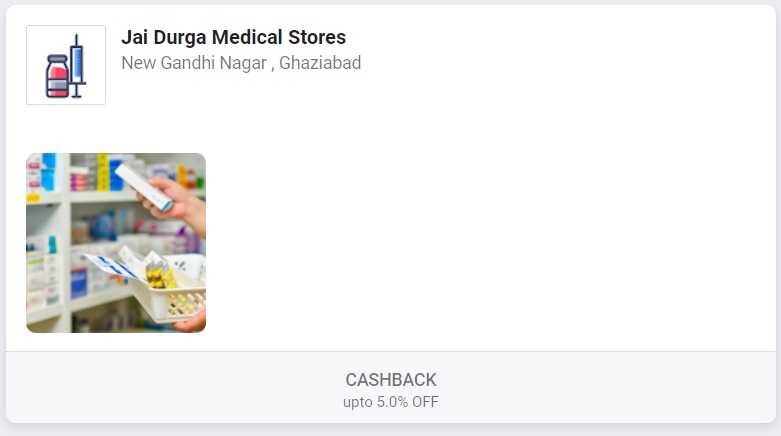 Jai Durga Medical Stores
New Gandhi Nagar , Ghaziabad
CASHBACK
upto 5.0% OFF